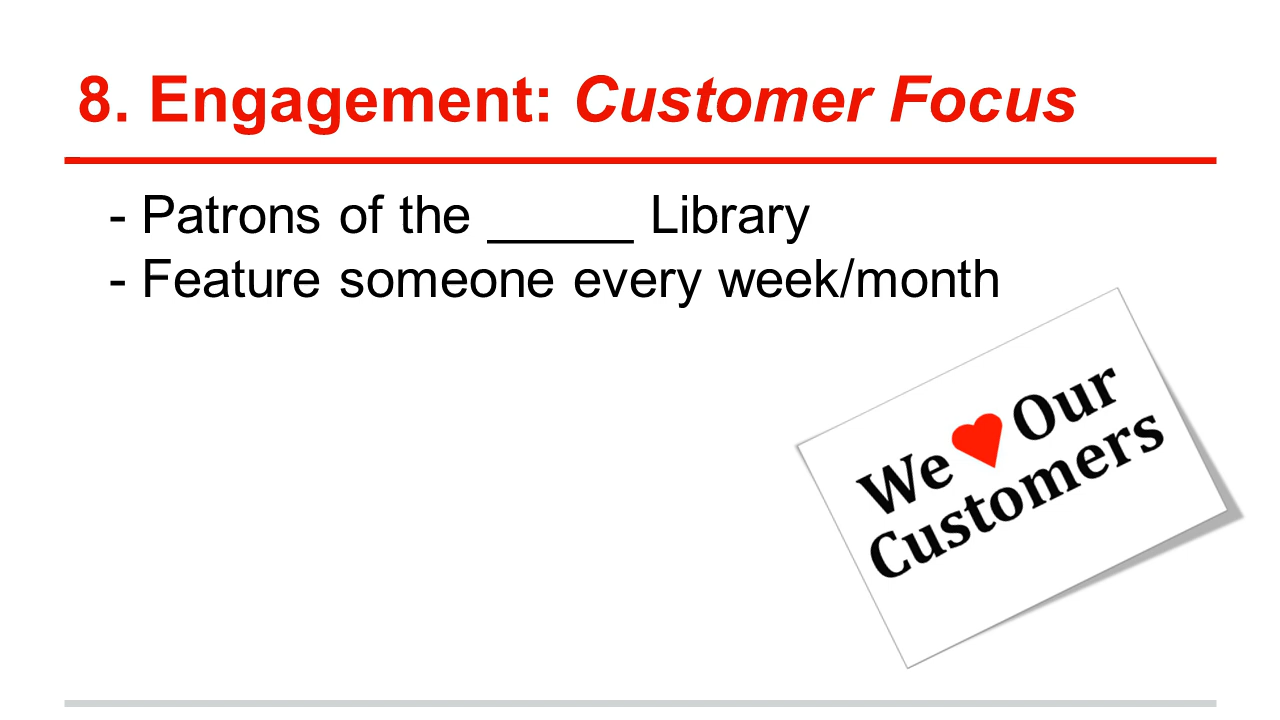 8. Engagement: Customer Focus
- Patrons of the _____ Library
- Feature someone every week/month
We ♥ Our
Customers